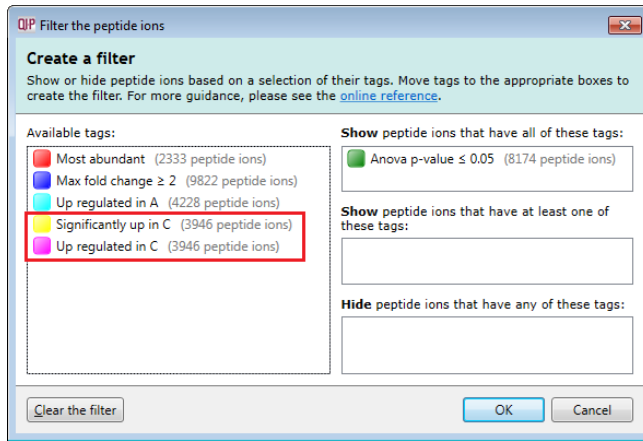 QIP Filter the peptide ions
Create a filter
Show or hide peptide ions based on a selection of their tags. Move tags to the appropriate boxes to
create the filter. For more guidance, please see the online reference.
Available tags:
Most abundant (2333 peptide ions)
Max fold change ≥ 2 (9822 peptide ions)
Up regulated in A (4228 peptide ions)
Significantly up in C (3946 peptide ions)
Up regulated in C (3946 peptide ions)
Show peptide ions that have all of these tags:
Anova p-value ≤ 0.05 (8174 peptide ions)
Show peptide ions that have at least one of
these tags:
Hide peptide ions that have any of these tags:
Clear the filter
OK
Cancel